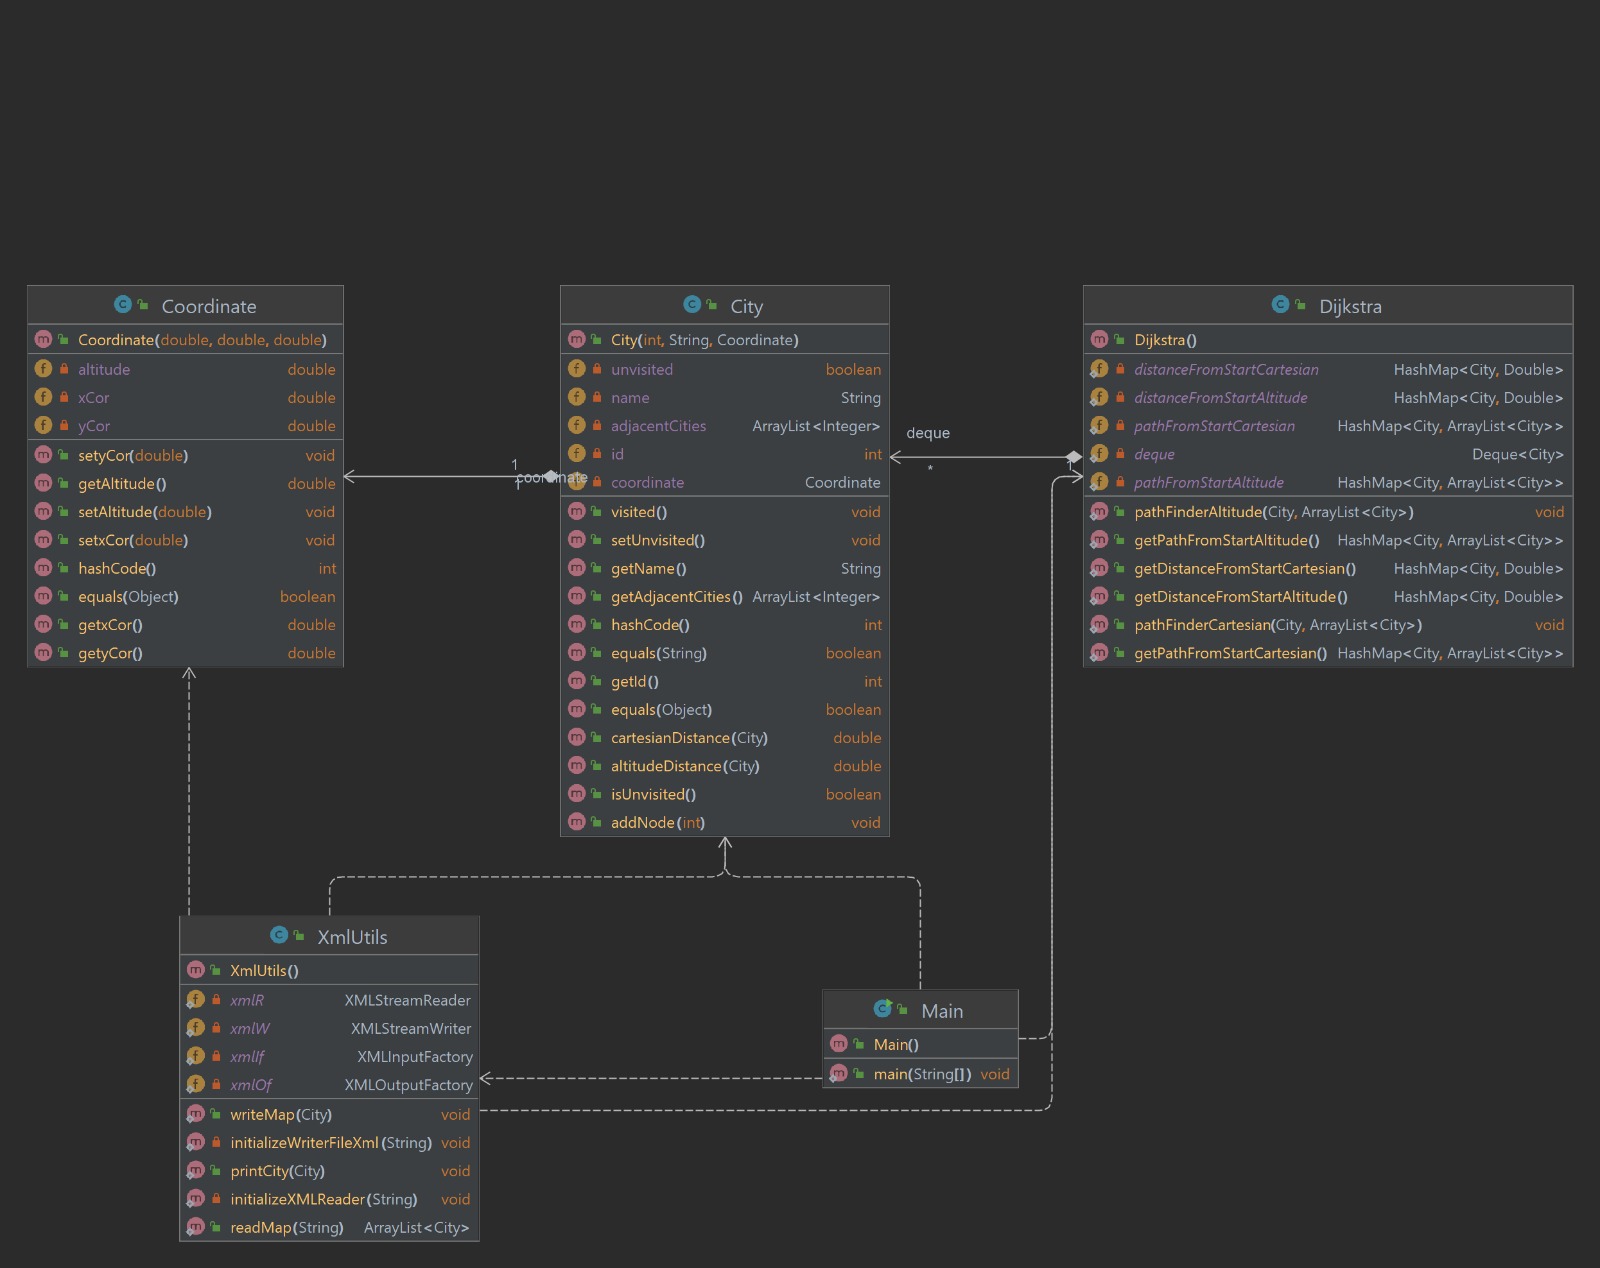 Coordinate
Coordinate(double, double, double)
altitude double
xCor double
yCor double
setyCor(double) void
getAltitude() double
setAltitude(double) void
setxCor(double) void
hashCode() int
equals(Object) boolean
getxCor() double
getyCor() double
1
1
coordinate
City
City(int, String, Coordinate)
unvisited boolean
name String
adjacentCities ArrayList<Integer>
id int
coordinate Coordinate
visited() void
setUnvisited() void
getName() String
getAdjacentCities() ArrayList<Integer>
hashCode() int
equals(String) boolean
getId() int
equals(Object) boolean
cartesianDistance(City) double
altitudeDistance(City) double
isUnvisited() boolean
addNode(int) void
deque
*
1
Dijkstra
Dijkstra()
distanceFromStartCartesian HashMap<City, Double>
distanceFromStartAltitude HashMap<City, Double>
pathFromStartCartesian HashMap<City, ArrayList<City>>
deque Deque<City>
pathFromStartAltitude HashMap<City, ArrayList<City>>
pathFinderAltitude(City, ArrayList<City>) void
getPathFromStartAltitude() HashMap<City, ArrayList<City>>
getDistanceFromStartCartesian() HashMap<City, Double>
getDistanceFromStartAltitude() HashMap<City, Double>
pathFinderCartesian(City, ArrayList<City>) void
getPathFromStartCartesian() HashMap<City, ArrayList<City>>
XmlUtils
XmlUtils()
xmlR XMLStreamReader
xmlW XMLStreamWriter
xmlIf XMLInputFactory
xmlOf XMLOutputFactory
writeMap(City) void
initializeWriterFileXml(String) void
printCity(City) void
initializeXMLReader(String) void
readMap(String) ArrayList<City>
Main
Main()
main(String[]) void